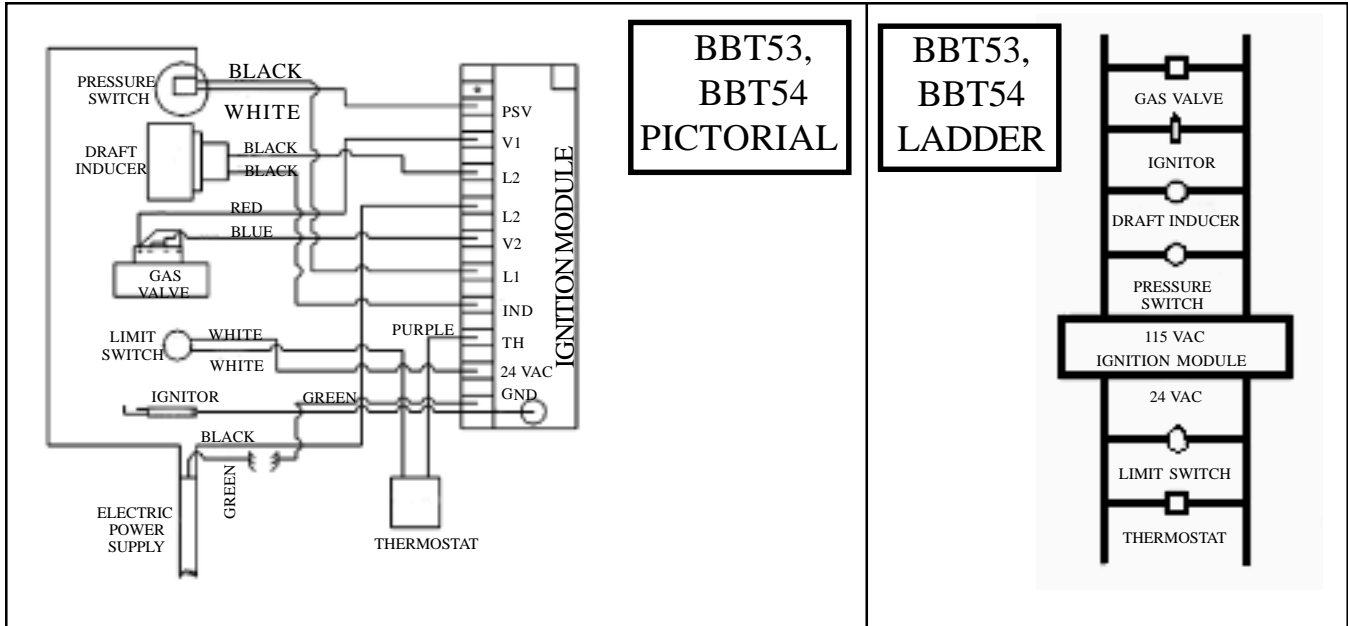 BBT53,
BBT54
PICTORIAL
PRESSURE
SWITCH
BLACK
WHITE
DRAFT
INDUCER
BLACK
BLACK
RED
BLUE
GAS
VALVE
LIMIT
SWITCH
WHITE
WHITE
PURPLE
IGNITOR
GREEN
BLACK
GREEN
ELECTRIC
POWER
SUPPLY
THERMOSTAT
PSV
V1
L2
L2
V2
L1
IND
TH
24 VAC
GND
IGNITION MODULE
BBT53,
BBT54
LADDER
GAS VALVE
IGNITOR
DRAFT INDUCER
PRESSURE
SWITCH
115 VAC
IGNITION MODULE
24 VAC
LIMIT SWITCH
THERMOSTAT